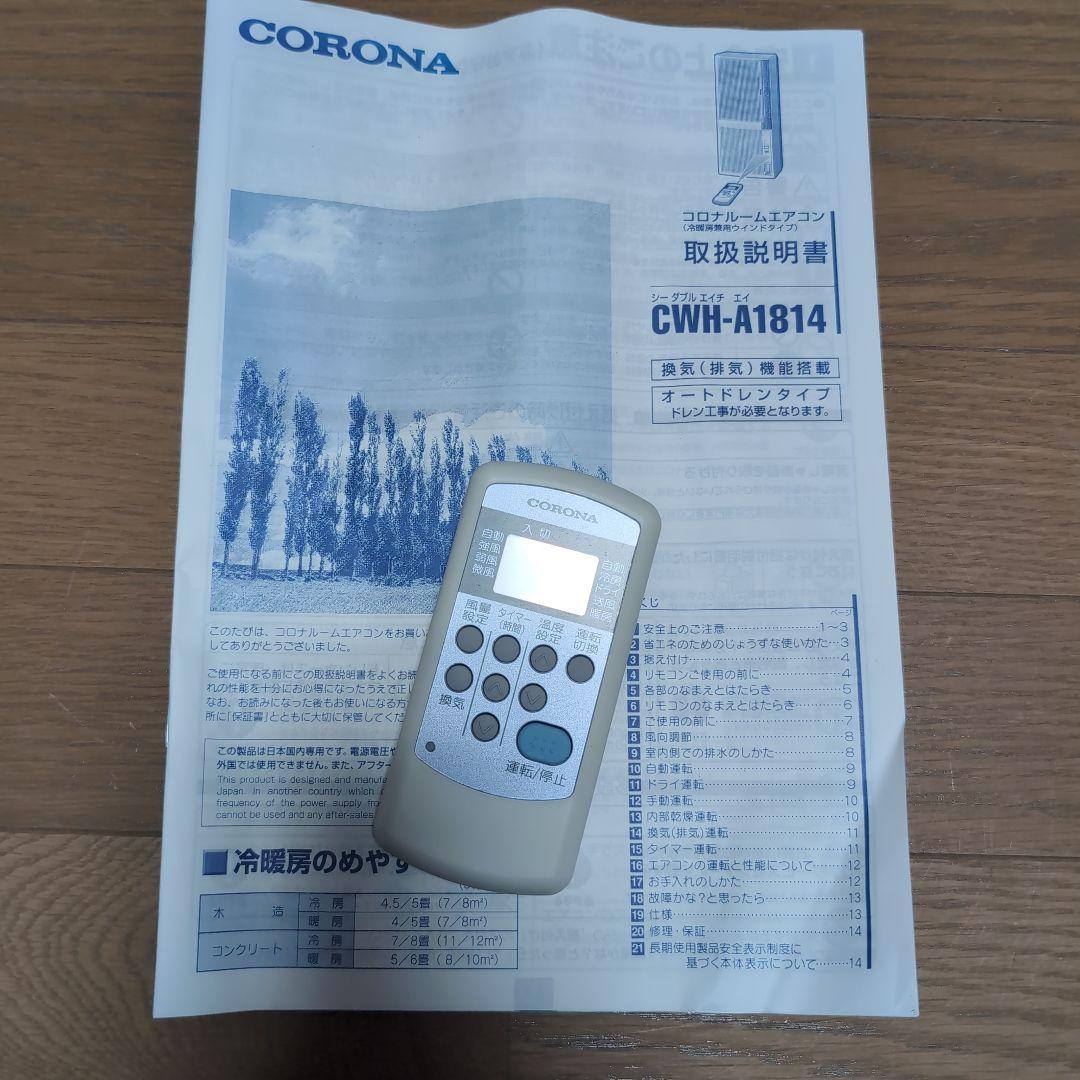 CORONA
コロナルームエアコン
(冷暖房兼用ウインドタイプ)
取扱説明書
シー ダブル エイチ エイ
CWH-A1814
換気(排気)機能搭載
オートドレンタイプ
ドレン工事が必要となります。
CORONA
入 切
自動
強風
弱風
微風
自動
冷房
ドライ
送風
暖房
風量
設定
タイマー
(時間)
温度
設定
運転
切換
換気
運転/停止
このたびは、コロナルームエアコンをお買い
してありがとうございました。
ご使用になる前にこの取扱説明書をよくお読
れの性能を十分にお心得になったうえで正し
なお、お読みになった後もお使いになる方
所に「保証書」とともに大切に保管してくだ
この製品は日本国内専用です。電源電圧や
外国では使用できません。また、アフター
This product is designed and manufa
Japan. In another country which
frequency of the power supply fro
cannot be used and any after-sales
■冷暖房のめやす
木 造 冷 房 4.5/5畳(7/8m²)
暖 房 4/5畳(7/8m²)
コンクリート 冷 房 7/8畳(11/12m²)
暖 房 5/6畳(8/10m²)
くじ
ページ
1 安全上のご注意……1~3
2 省エネのためのじょうずな使いかた…3
3 据え付け……4
4 リモコンご使用の前に……4
5 各部のなまえとはたらき……5
6 リモコンのなまえとはたらき……6
7 ご使用の前に……7
8 風向調節……8
9 室内側での排水のしかた……8
10 自動運転……9
11 ドライ運転……9
12 手動運転……10
13 内部乾燥運転……10
14 換気(排気)運転……11
15 タイマー運転……11
16 エアコンの運転と性能について……12
17 お手入れのしかた……12
18 故障かな?と思ったら……13
19 仕様……13
20 修理・保証……14
21 長期使用製品安全表示制度に
基づく本体表示について………14